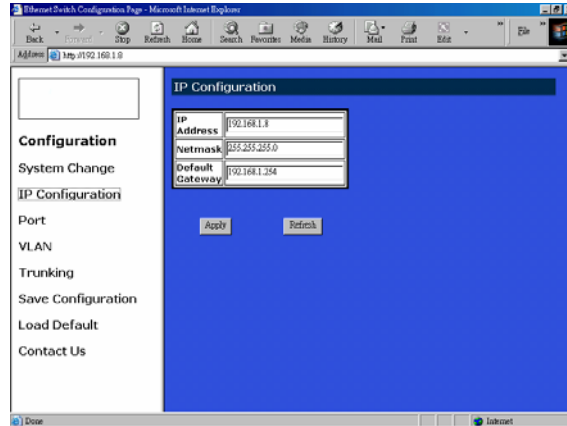 Ethernet Switch Configuration Page - Microsoft Internet Explorer
Back Forward Stop Refresh Home Search Favorites Media History Mail Print Edit
File
Address http://192.168.1.8
IP Configuration
Configuration
System Change
IP Configuration
Port
VLAN
Trunking
Save Configuration
Load Default
Contact Us
IP Address 192.168.1.8
Netmask 255.255.255.0
Default Gateway 192.168.1.254
Apply Refresh
Done Internet